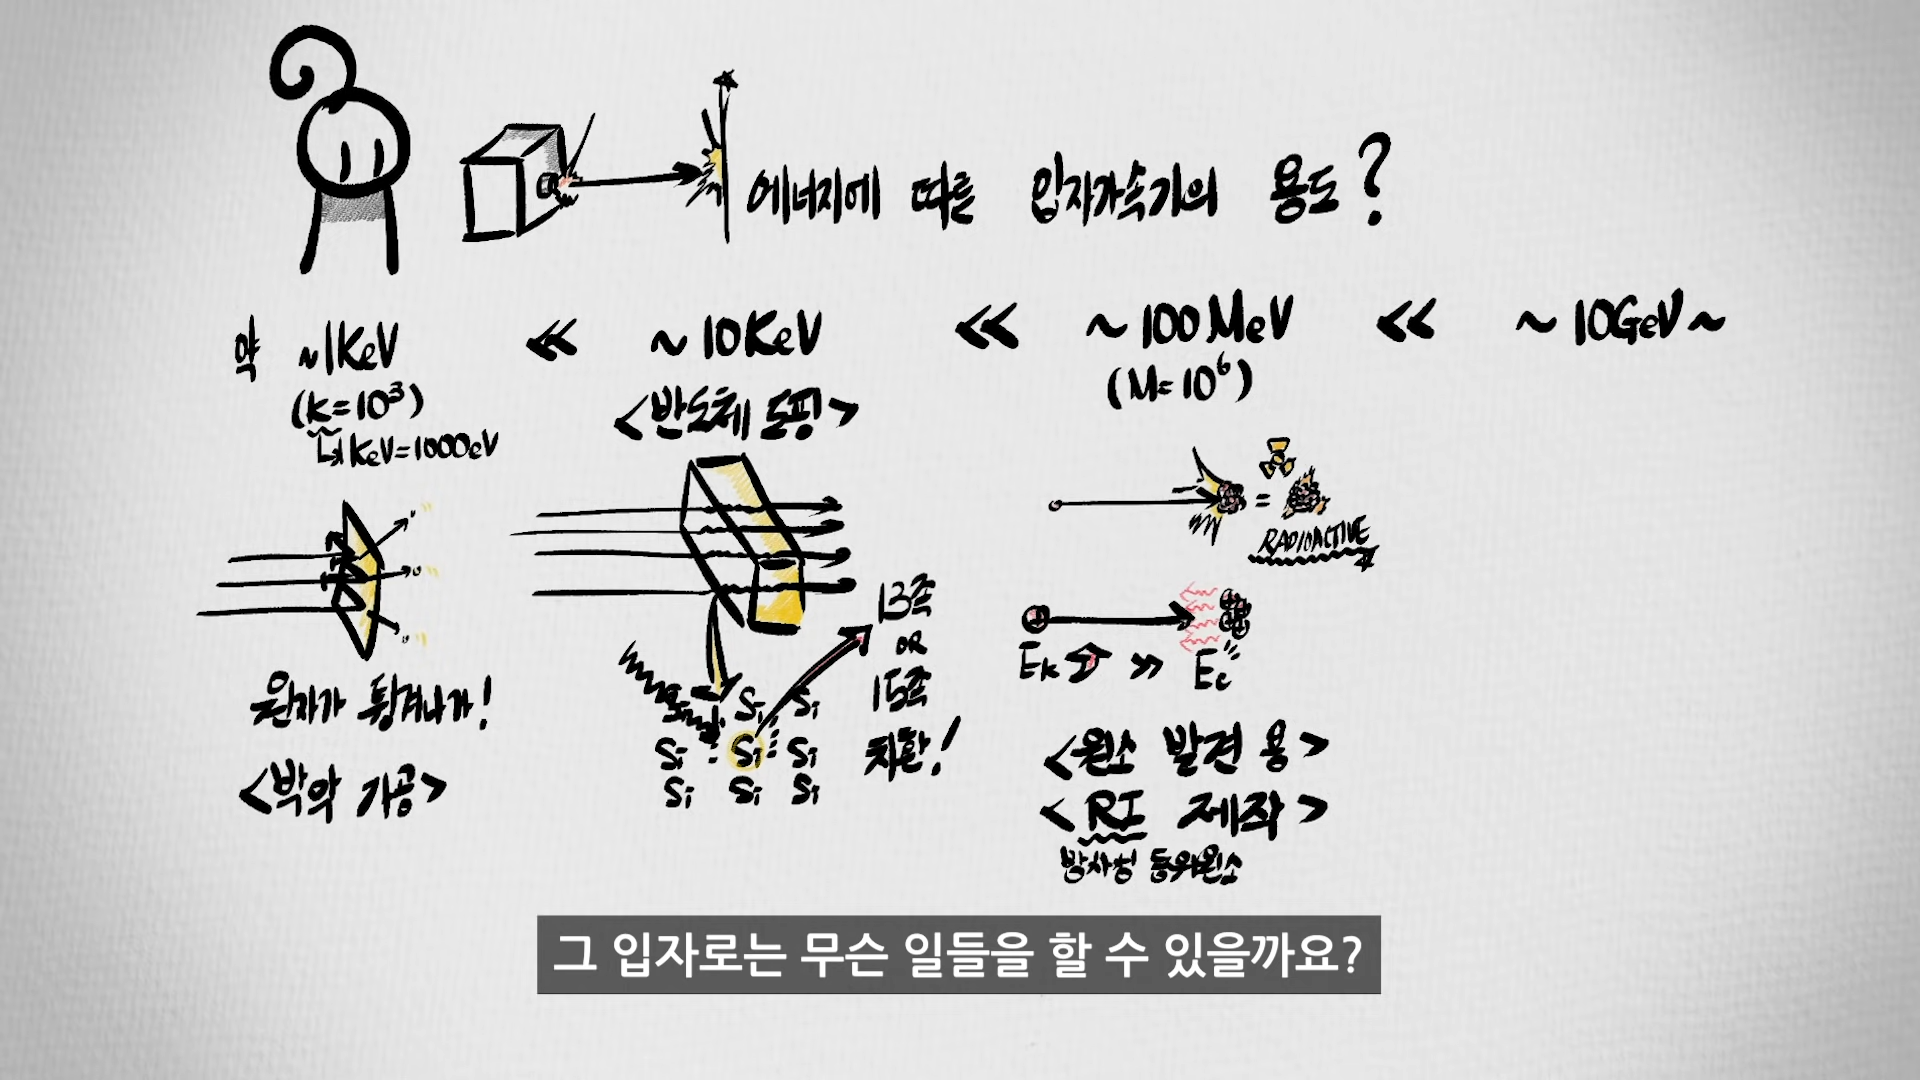 에너지에 따른 입자가속기의 용도?
약 ~1KeV << ~10KeV << ~100MeV << ~10GeV~
(K=10³)
1KeV=1000eV
<반도체 도핑>
(M=10⁶)
RADIOACTIVE
원자가 튕겨나가!
<박막 가공>
13족
OR
15족
치환!
Si Si Si
Si Si Si
Si Si Si
Eₖ >> E꜀
<원소 발견 용>
<RI 제작>
방사성 동위원소
그 입자로는 무슨 일들을 할 수 있을까요?